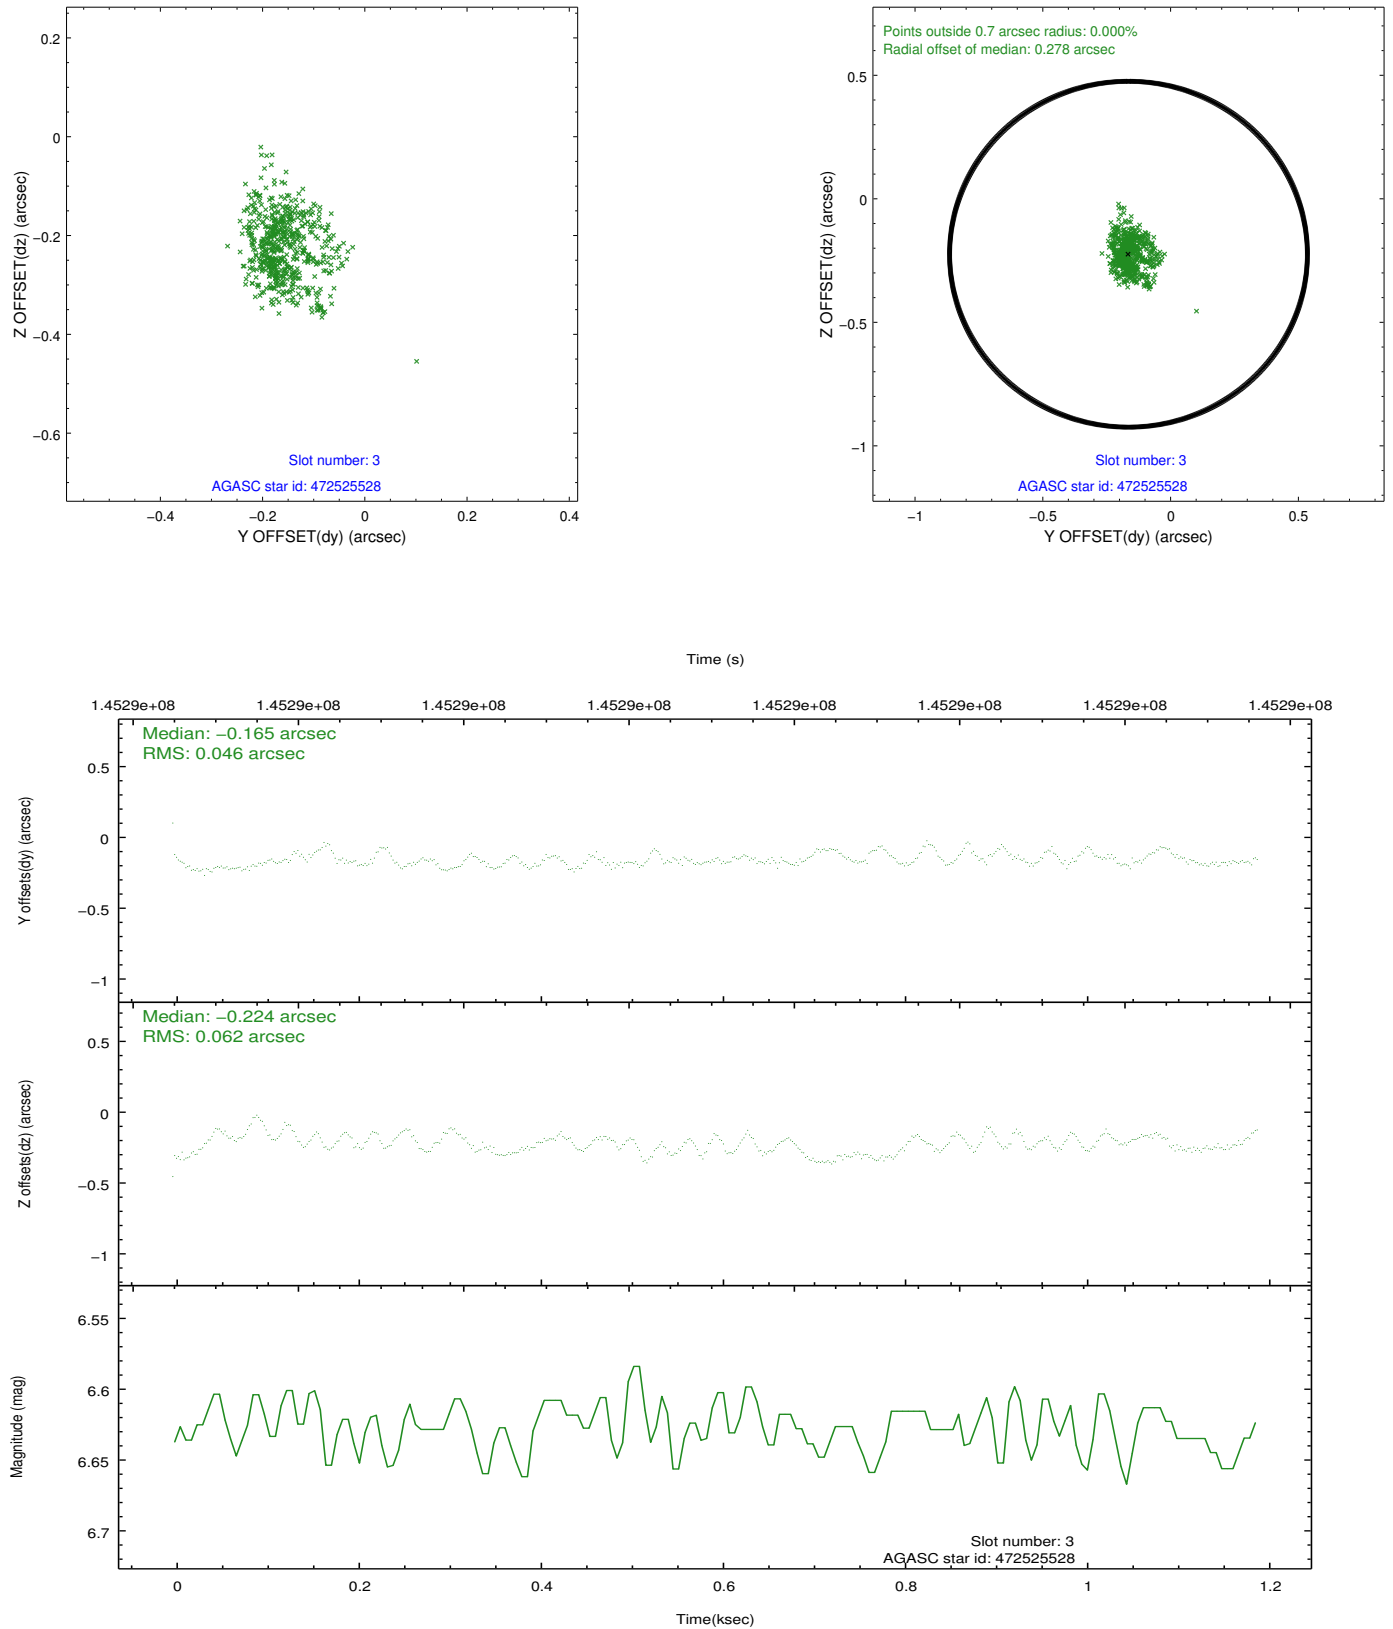 0.2
0
−0.2
−0.4
−0.6
Z OFFSET(dz) (arcsec)
Slot number: 3
AGASC star id: 472525528
−0.4 −0.2 0 0.2 0.4
Y OFFSET(dy) (arcsec)
Points outside 0.7 arcsec radius: 0.000%
Radial offset of median: 0.278 arcsec
0.5
0
−0.5
−1
Z OFFSET(dz) (arcsec)
Slot number: 3
AGASC star id: 472525528
−1 −0.5 0 0.5
Y OFFSET(dy) (arcsec)
Time (s)
1.4529e+08 1.4529e+08 1.4529e+08 1.4529e+08 1.4529e+08 1.4529e+08 1.4529e+08 1.4529e+08
Median: −0.165 arcsec
RMS: 0.046 arcsec
0.5
0
−0.5
−1
Y offsets(dy) (arcsec)
Median: −0.224 arcsec
RMS: 0.062 arcsec
0.5
0
−0.5
−1
Z offsets(dz) (arcsec)
6.55
6.6
6.65
6.7
Magnitude (mag)
Slot number: 3
AGASC star id: 472525528
0 0.2 0.4 0.6 0.8 1 1.2
Time(ksec)